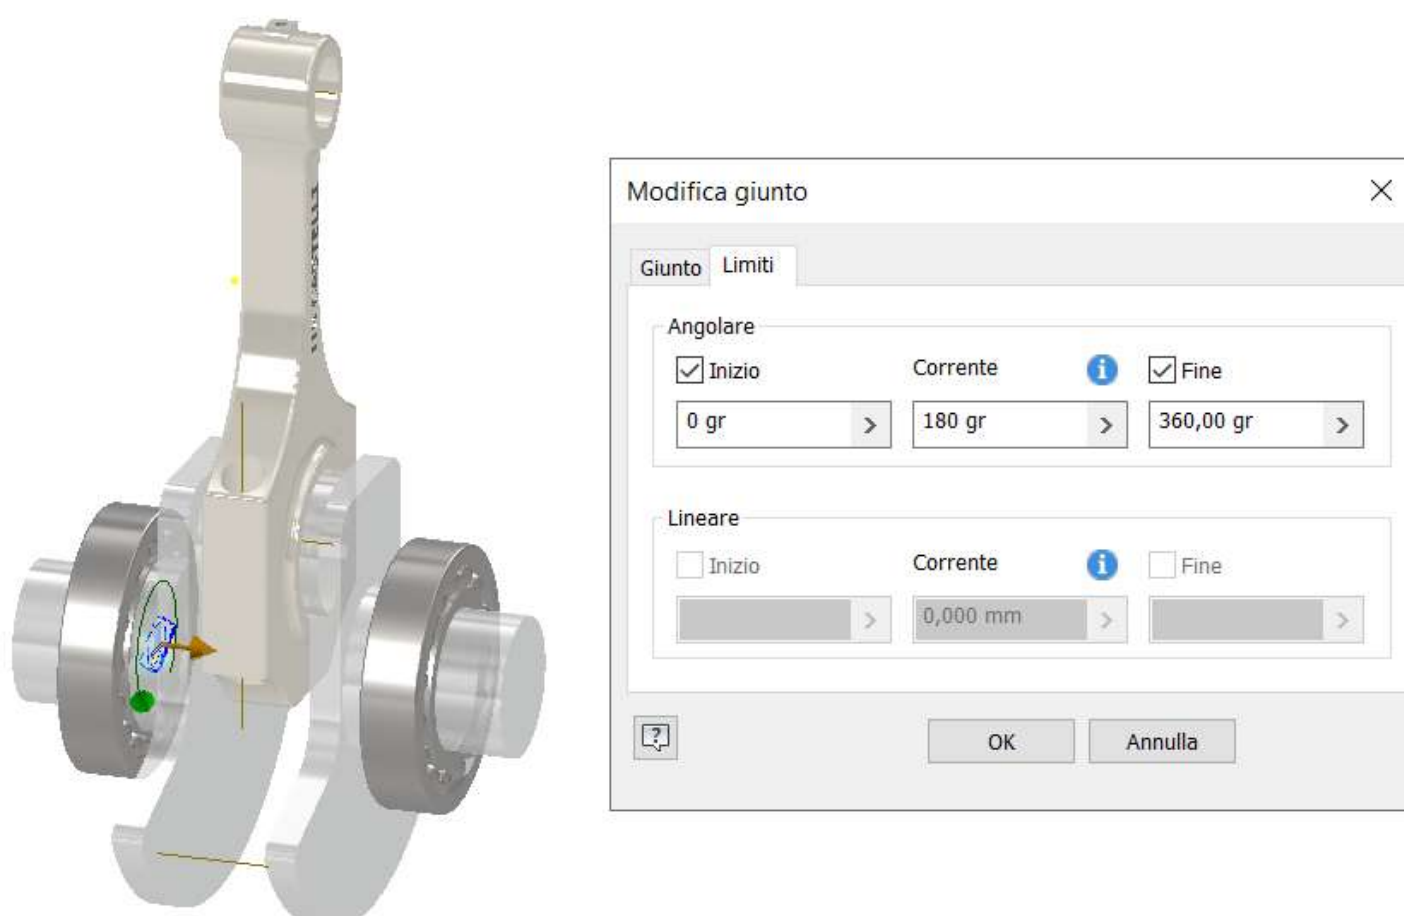 Modifica giunto
Giunto Limiti
Angolare
Inizio Corrente Fine
0 gr 180 gr 360,00 gr
Lineare
Inizio Corrente Fine
0,000 mm
OK Annulla